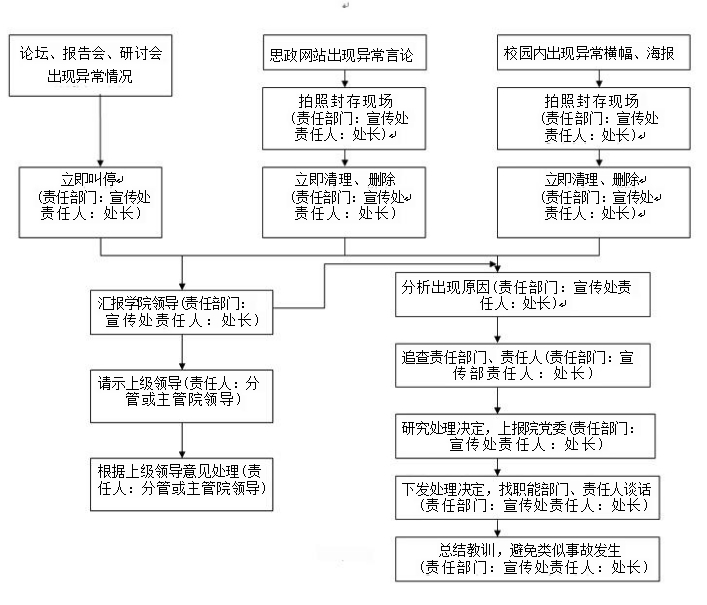 论坛、报告会、研讨会
出现异常情况
思政网站出现异常言论
校园内出现异常横幅、海报
拍照封存现场
(责任部门：宣传处
责任人：处长)
拍照封存现场
(责任部门：宣传处
责任人：处长)
立即叫停
(责任部门：宣传处
责任人：处长)
立即清理、删除
(责任部门：宣传处
责任人：处长)
立即清理、删除
(责任部门：宣传处
责任人：处长)
汇报学院领导(责任部门：
宣传处责任人：处长)
请示上级领导(责任人：分
管或主管院领导)
根据上级领导意见处理(责
任人：分管或主管院领导)
分析出现原因(责任部门：宣传处责
任人：处长)
追查责任部门、责任人(责任部门：宣
传部责任人：处长)
研究处理决定，上报院党委(责任部门：
宣传处责任人：处长)
下发处理决定，找职能部门、责任人谈话
(责任部门：宣传处责任人：处长)
总结教训，避免类似事故发生
(责任部门：宣传处责任人：处长)